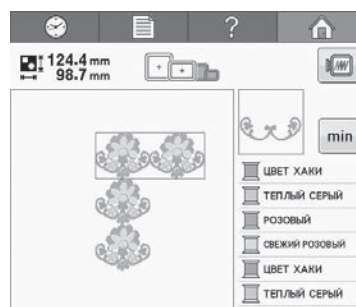 ?
124.4 mm
98.7 mm
min
ЦВЕТ ХАКИ
ТЕПЛЫЙ СЕРЫЙ
РОЗОВЫЙ
СВЕЖИЙ РОЗОВЫЙ
ЦВЕТ ХАКИ
ТЕПЛЫЙ СЕРЫЙ